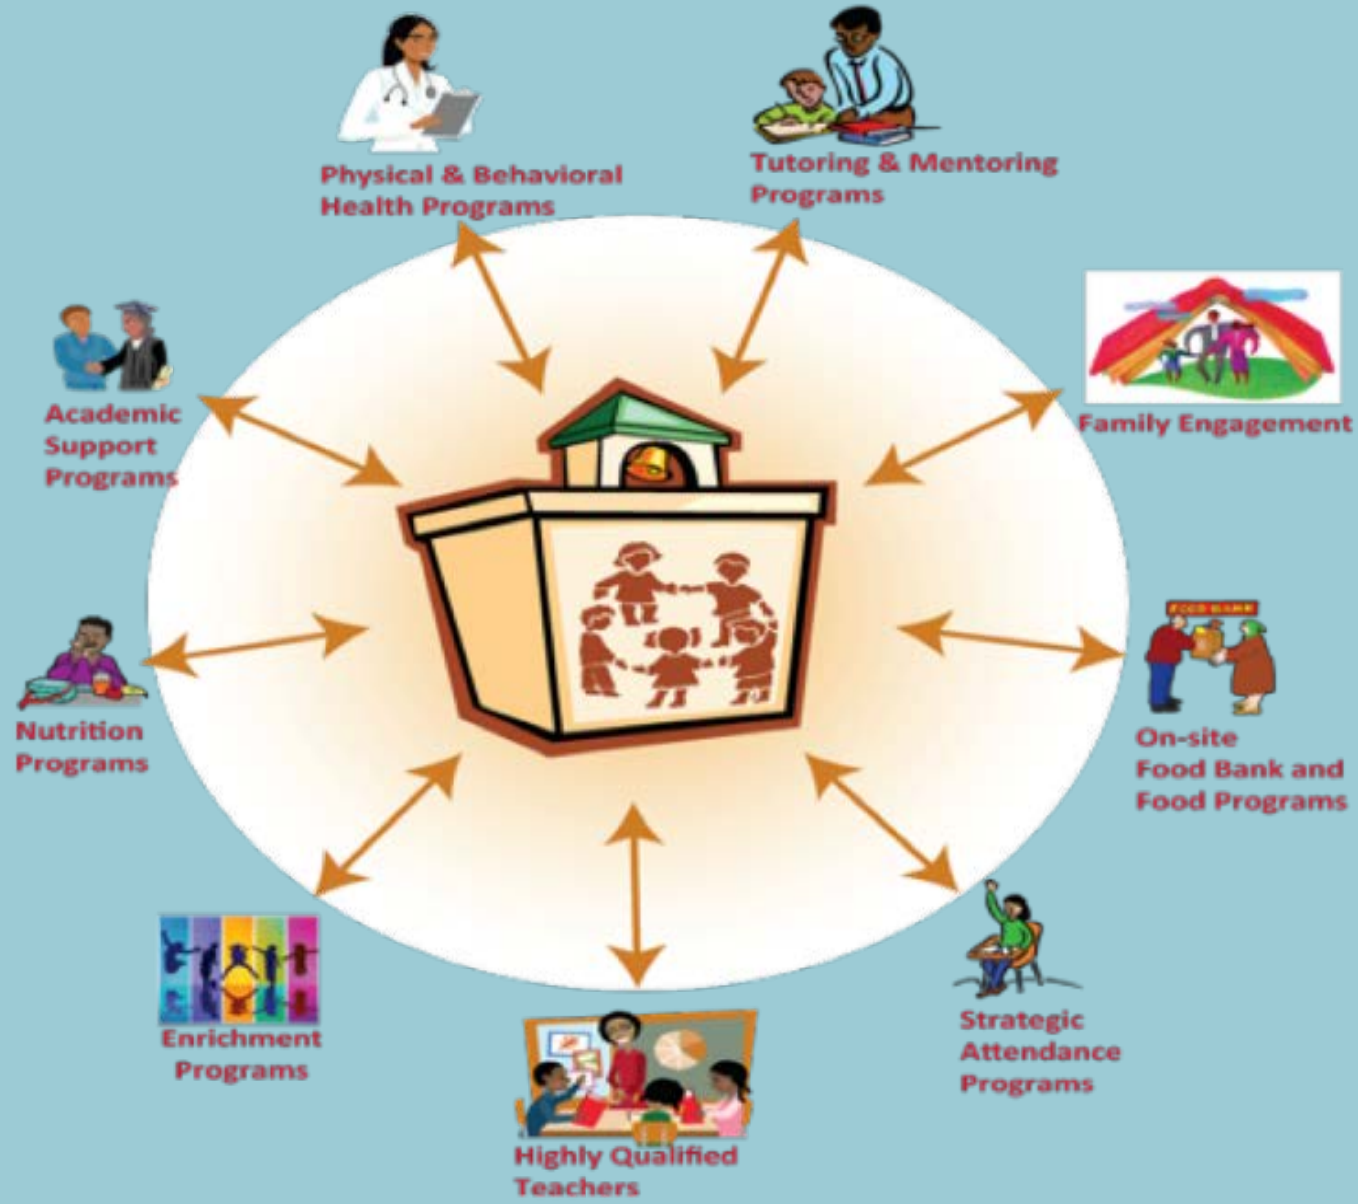 Physical & Behavioral
Health Programs
Tutoring & Mentoring
Programs
Family Engagement
Academic
Support
Programs
FOOD BANK
On-site
Food Bank and
Food Programs
Nutrition
Programs
Strategic
Attendance
Programs
Enrichment
Programs
Highly Qualified
Teachers